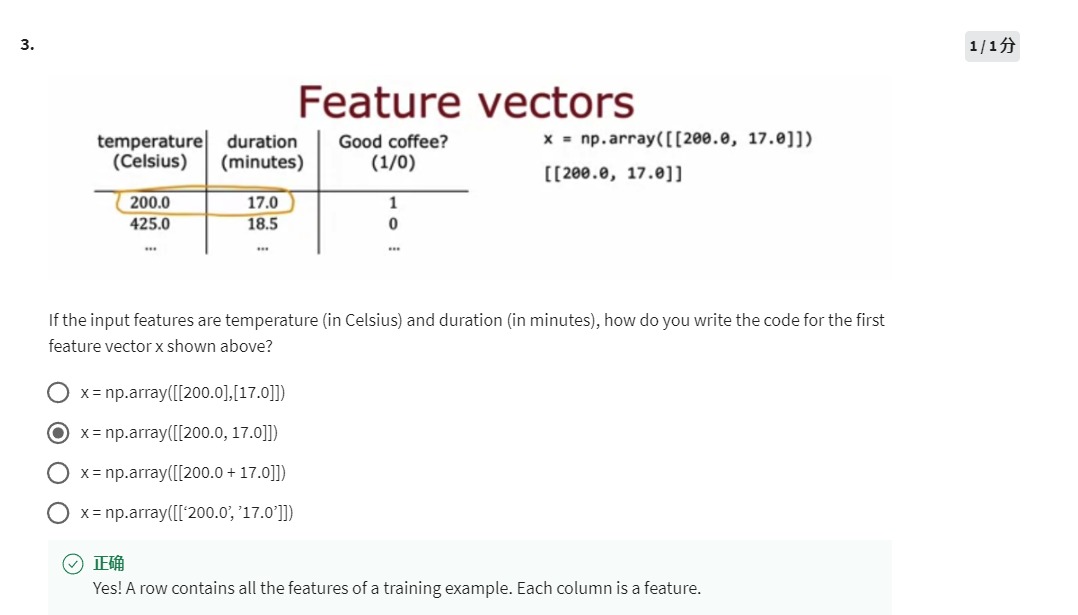 3.
1 / 1 分
Feature vectors
temperature duration Good coffee?
(Celsius) (minutes) (1/0)
200.0 17.0 1
425.0 18.5 0
... ... ...
x = np.array([[200.0, 17.0]])
[[200.0, 17.0]]
If the input features are temperature (in Celsius) and duration (in minutes), how do you write the code for the first
feature vector x shown above?
x = np.array([[200.0],[17.0]])
x = np.array([[200.0, 17.0]])
x = np.array([[200.0 + 17.0]])
x = np.array([[‘200.0’, ’17.0’]])
正确
Yes! A row contains all the features of a training example. Each column is a feature.